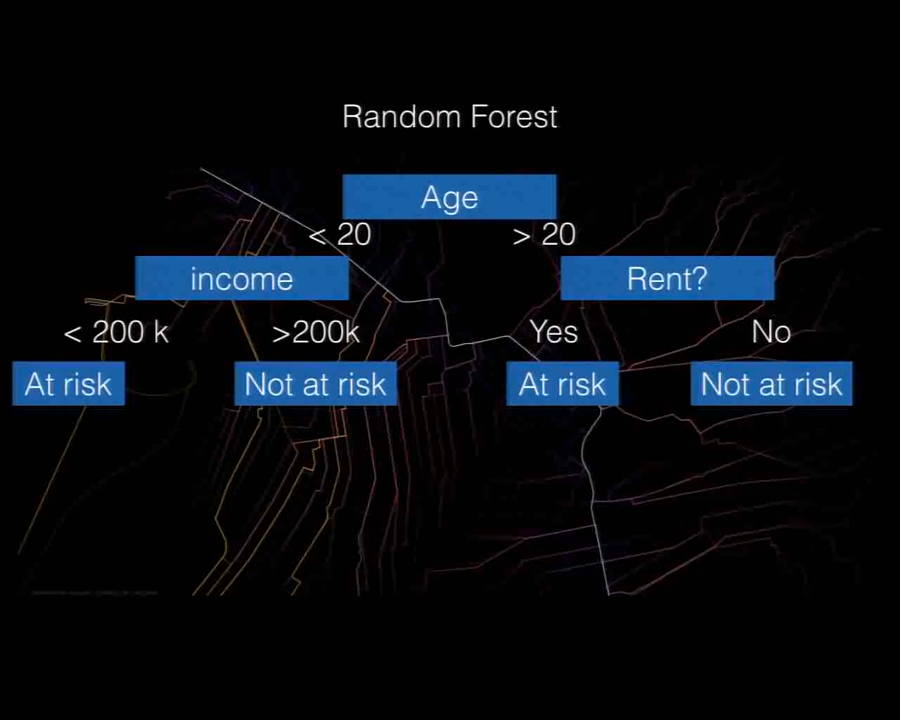 Random Forest
Age
< 20 > 20
income Rent?
< 200 k >200k Yes No
At risk Not at risk At risk Not at risk